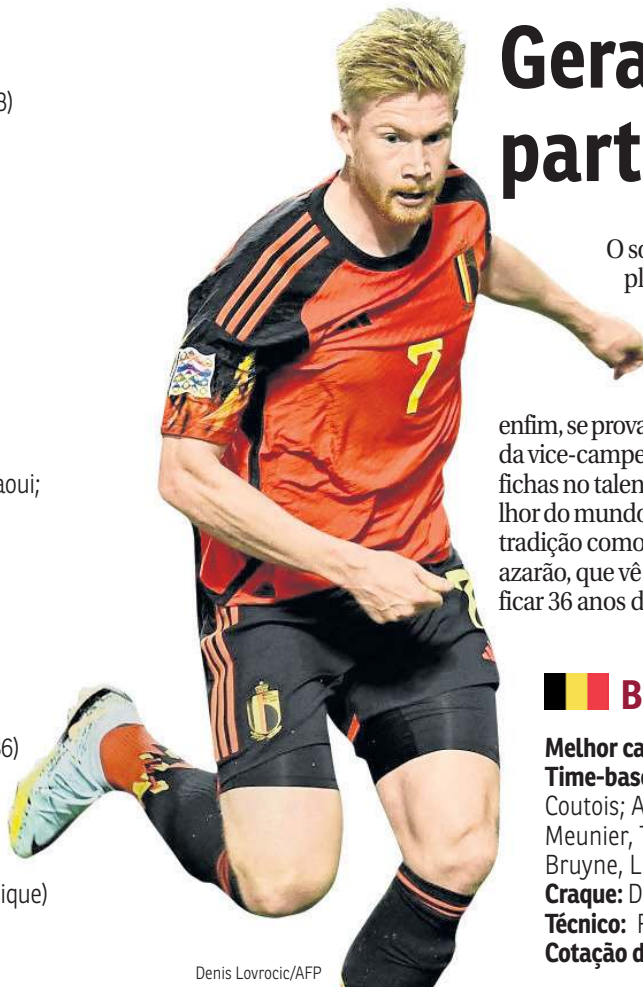 3)
aoui;
6)
ique)
Gera
part
O so
pl
enfim, se prova
da vice-campe
fichas no talen
lhor do mundo
tradição como
azarão, que vê
ficar 36 anos d
B
Melhor ca
Time-base
Coutois; A
Meunier, T
Bruyne, L
Craque: D
Técnico: R
Cotação d
7
Denis Lovrocic/AFP